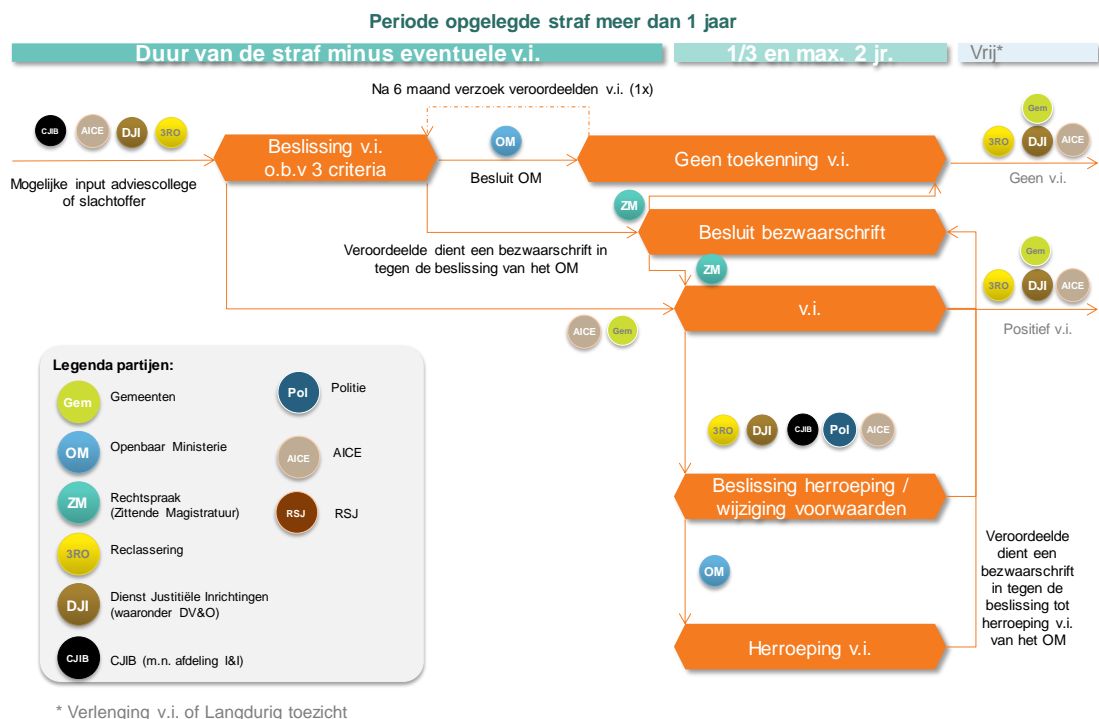 Periode opgelegde straf meer dan 1 jaar
Duur van de straf minus eventuele v.i.
1/3 en max. 2 jr.
Vrij*
Na 6 maand verzoek veroordeelden v.i. (1x)
CJIB
AICE
DJI
3RO
Beslissing v.i.
o.b.v 3 criteria
OM
Besluit OM
Geen toekenning v.i.
Gem
3RO
DJI
AICE
Geen v.i.
Mogelijke input adviescollege
of slachtoffer
ZM
Besluit bezwaarschrift
Veroordeelde dient een bezwaarschrift in
tegen de beslissing van het OM
ZM
Gem
3RO
DJI
AICE
v.i.
Positief v.i.
AICE
Gem
Legenda partijen:
Gem
Gemeenten
OM
Openbaar Ministerie
ZM
Rechtspraak
(Zittende Magistratuur)
3RO
Reclassering
DJI
Dienst Justitiële Inrichtingen
(waaronder DV&O)
CJIB
CJIB (m.n. afdeling I&I)
Pol
Politie
AICE
AICE
RSJ
RSJ
3RO
DJI
CJIB
Pol
AICE
Beslissing herroeping /
wijziging voorwaarden
OM
Herroeping v.i.
Veroordeelde
dient een
bezwaarschrift
in tegen de
beslissing tot
herroeping v.i.
van het OM
* Verlenging v.i. of Langdurig toezicht